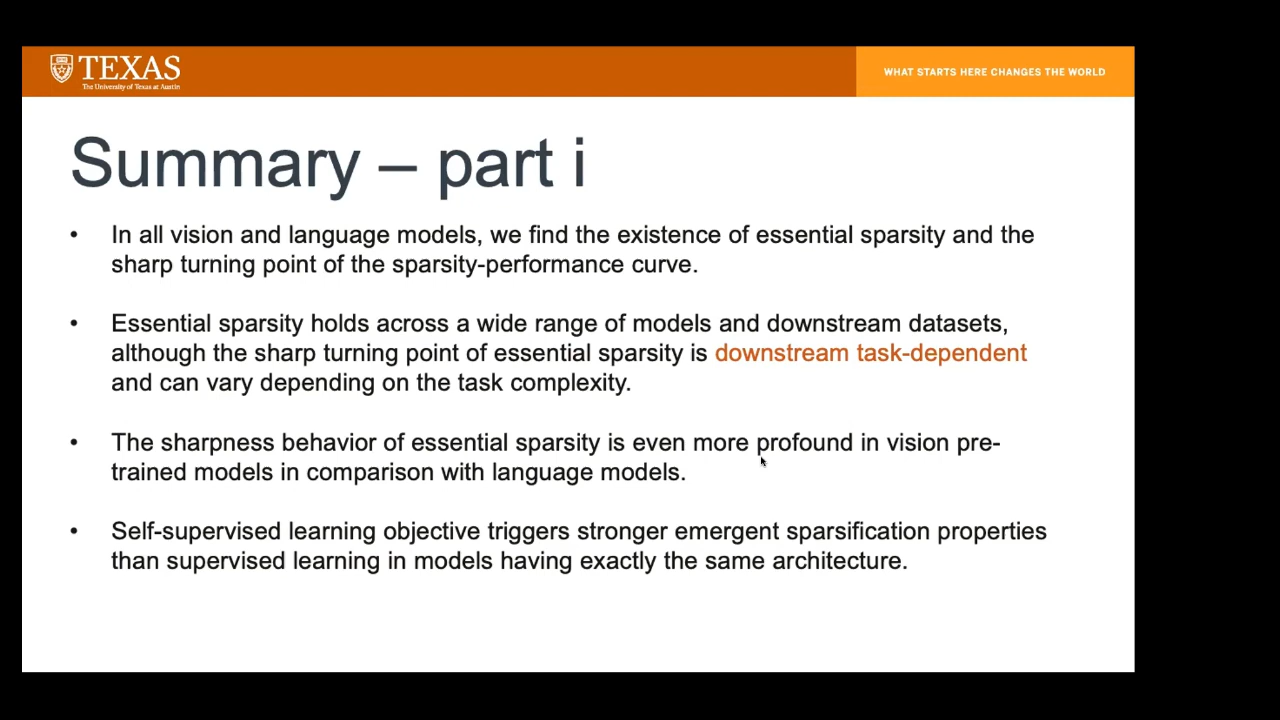 TEXAS
The University of Texas at Austin
WHAT STARTS HERE CHANGES THE WORLD
Summary – part i
• In all vision and language models, we find the existence of essential sparsity and the
sharp turning point of the sparsity-performance curve.
• Essential sparsity holds across a wide range of models and downstream datasets,
although the sharp turning point of essential sparsity is downstream task-dependent
and can vary depending on the task complexity.
• The sharpness behavior of essential sparsity is even more profound in vision pre-
trained models in comparison with language models.
• Self-supervised learning objective triggers stronger emergent sparsification properties
than supervised learning in models having exactly the same architecture.